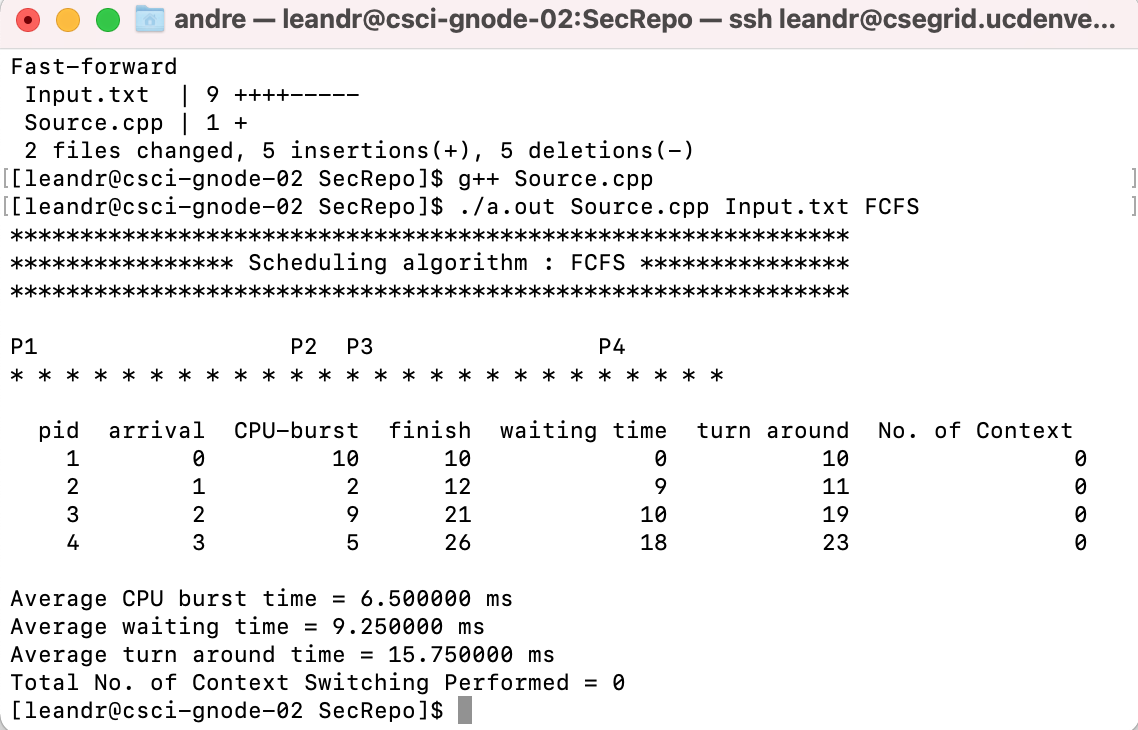 andre — leandr@csci-gnode-02:SecRepo — ssh leandr@csegrid.ucdenve...
Fast-forward
 Input.txt  | 9 ++++-----
 Source.cpp | 1 +
 2 files changed, 5 insertions(+), 5 deletions(-)
[[leandr@csci-gnode-02 SecRepo]$ g++ Source.cpp ]
[[leandr@csci-gnode-02 SecRepo]$ ./a.out Source.cpp Input.txt FCFS ]
************************************************************
**************** Scheduling algorithm : FCFS ***************
************************************************************
P1                  P2  P3                P4
* * * * * * * * * * * * * * * * * * * * * * * * * *
  pid  arrival  CPU-burst  finish  waiting time  turn around  No. of Context
    1        0         10      10             0           10                0
    2        1          2      12             9           11                0
    3        2          9      21            10           19                0
    4        3          5      26            18           23                0
Average CPU burst time = 6.500000 ms
Average waiting time = 9.250000 ms
Average turn around time = 15.750000 ms
Total No. of Context Switching Performed = 0
[leandr@csci-gnode-02 SecRepo]$